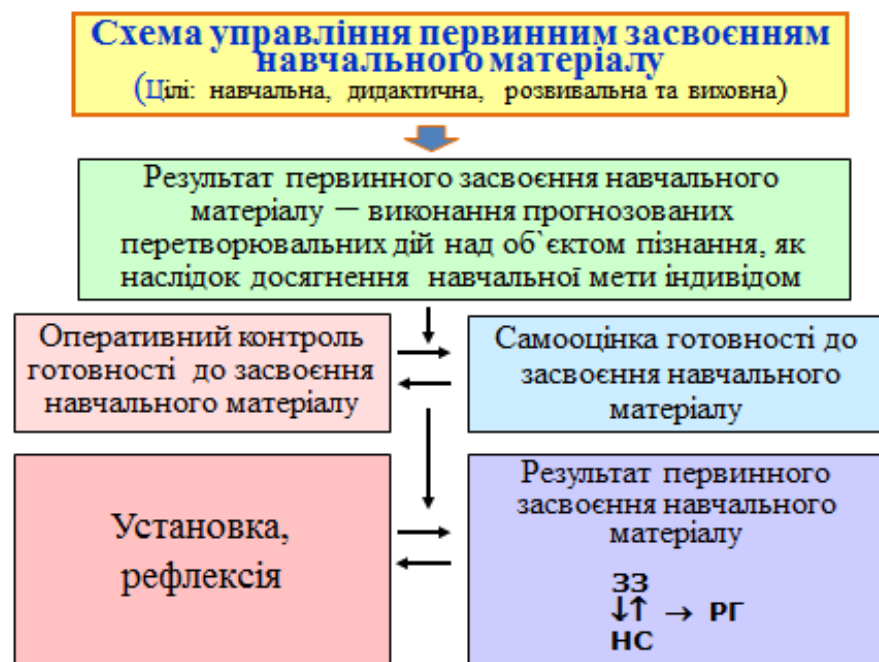 Схема управління первинним засвоєнням
навчального матеріалу
(Цілі: навчальна, дидактична, розвивальна та виховна)
Результат первинного засвоєння навчального
матеріалу — виконання прогнозованих
перетворювальних дій над об`єктом пізнання, як
наслідок досягнення навчальної мети індивідом
Оперативний контроль
готовності до засвоєння
навчального матеріалу
Самооцінка готовності до
засвоєння навчального
матеріалу
Установка,
рефлексія
Результат первинного
засвоєння навчального
матеріалу
ЗЗ
↓↑ → РГ
НС